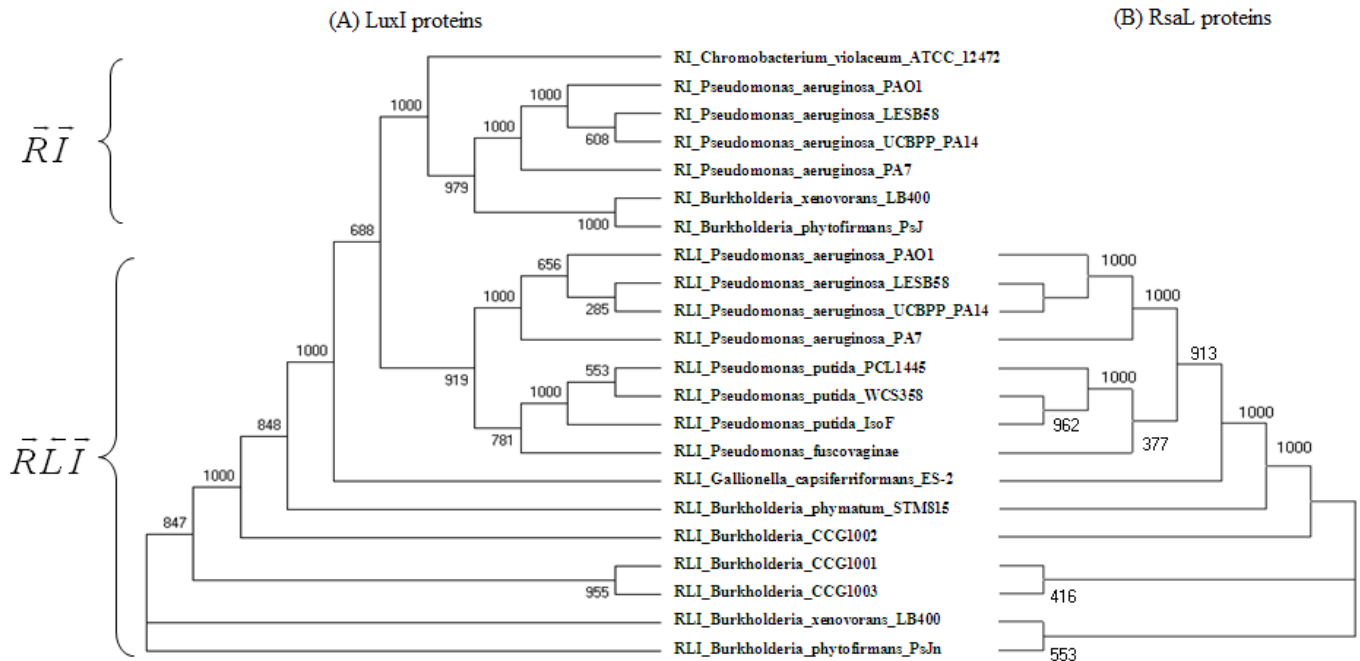 (A) LuxI proteins
(B) RsaL proteins
RI
RLI
RI_Chromobacterium_violaceum_ATCC_12472
RI_Pseudomonas_aeruginosa_PAO1
RI_Pseudomonas_aeruginosa_LESB58
RI_Pseudomonas_aeruginosa_UCBPP_PA14
RI_Pseudomonas_aeruginosa_PA7
RI_Burkholderia_xenovorans_LB400
RI_Burkholderia_phytofirmans_PsJ
RLI_Pseudomonas_aeruginosa_PAO1
RLI_Pseudomonas_aeruginosa_LESB58
RLI_Pseudomonas_aeruginosa_UCBPP_PA14
RLI_Pseudomonas_aeruginosa_PA7
RLI_Pseudomonas_putida_PCL1445
RLI_Pseudomonas_putida_WCS358
RLI_Pseudomonas_putida_IsoF
RLI_Pseudomonas_fuscovaginae
RLI_Gallionella_capsiferriformans_ES-2
RLI_Burkholderia_phymatum_STM815
RLI_Burkholderia_CCG1002
RLI_Burkholderia_CCG1001
RLI_Burkholderia_CCG1003
RLI_Burkholderia_xenovorans_LB400
RLI_Burkholderia_phytofirmans_PsJn
1000
1000
1000
608
979
1000
688
656
1000
285
1000
919
553
1000
781
848
1000
847
955
1000
1000
913
1000
962
377
1000
1000
416
553